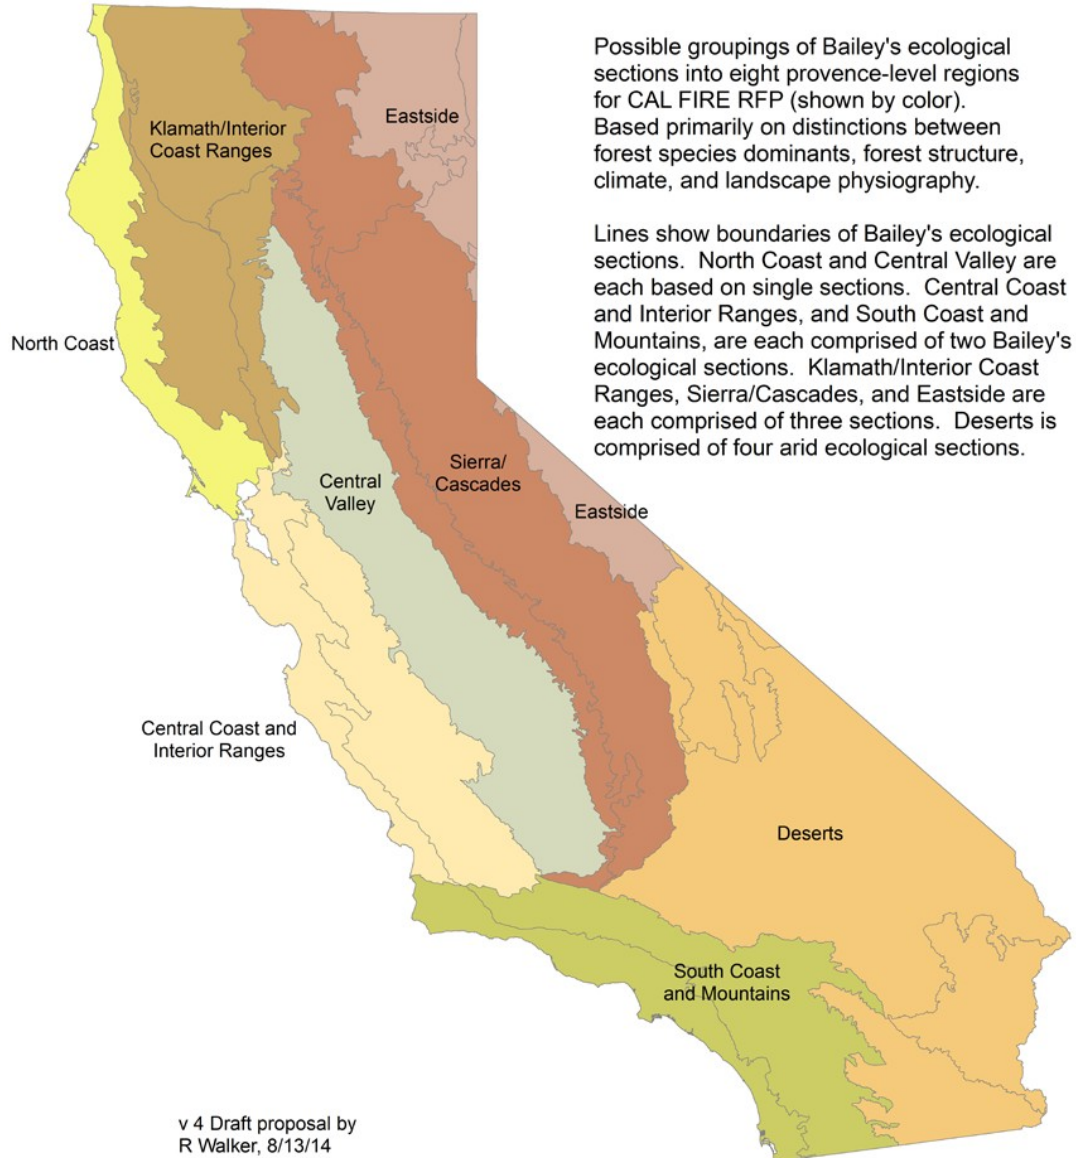 Possible groupings of Bailey's ecological
sections into eight provence-level regions
for CAL FIRE RFP (shown by color).
Based primarily on distinctions between
forest species dominants, forest structure,
climate, and landscape physiography.
Lines show boundaries of Bailey's ecological
sections.  North Coast and Central Valley are
each based on single sections.  Central Coast
and Interior Ranges, and South Coast and
Mountains, are each comprised of two Bailey's
ecological sections.  Klamath/Interior Coast
Ranges, Sierra/Cascades, and Eastside are
each comprised of three sections.  Deserts is
comprised of four arid ecological sections.
Eastside
Klamath/Interior
Coast Ranges
North Coast
Central
Valley
Sierra/
Cascades
Eastside
Central Coast and
Interior Ranges
Deserts
South Coast
and Mountains
v 4 Draft proposal by
R Walker, 8/13/14